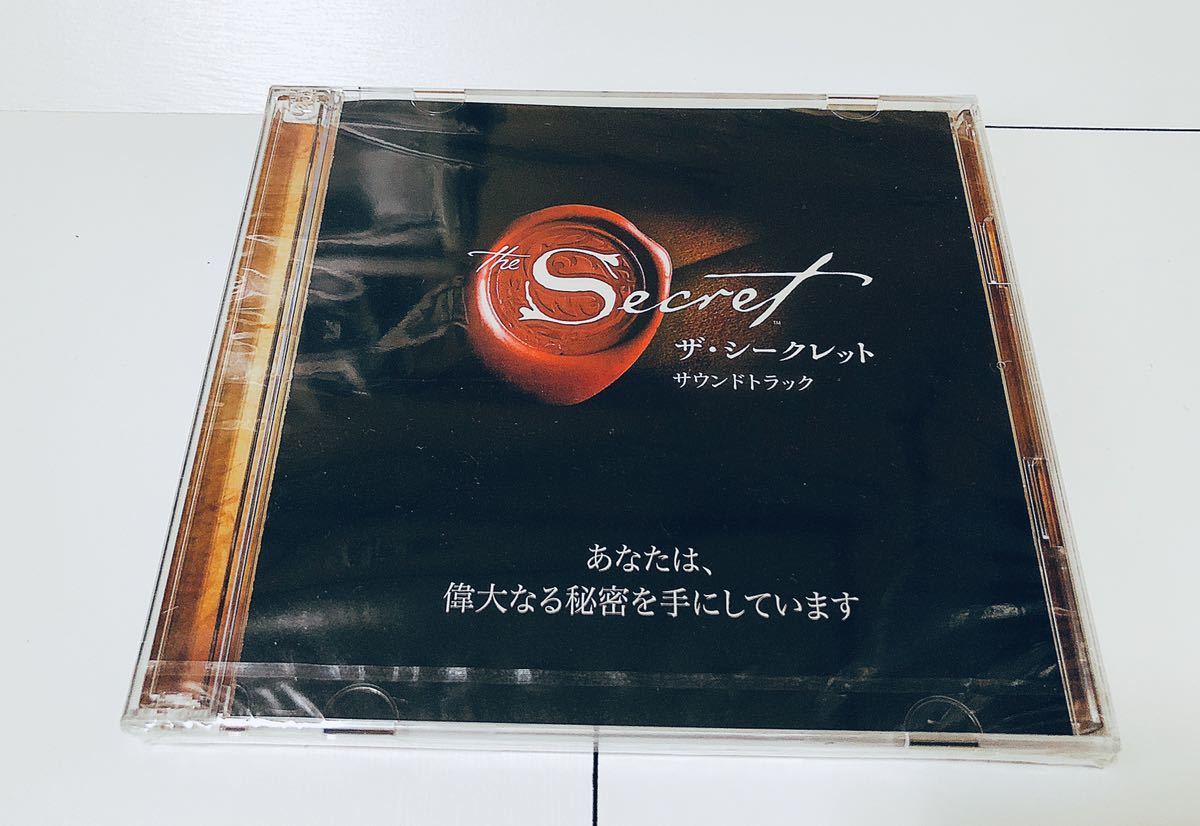 the Secret™
ザ・シークレット
サウンドトラック
あなたは、
偉大なる秘密を手にしています